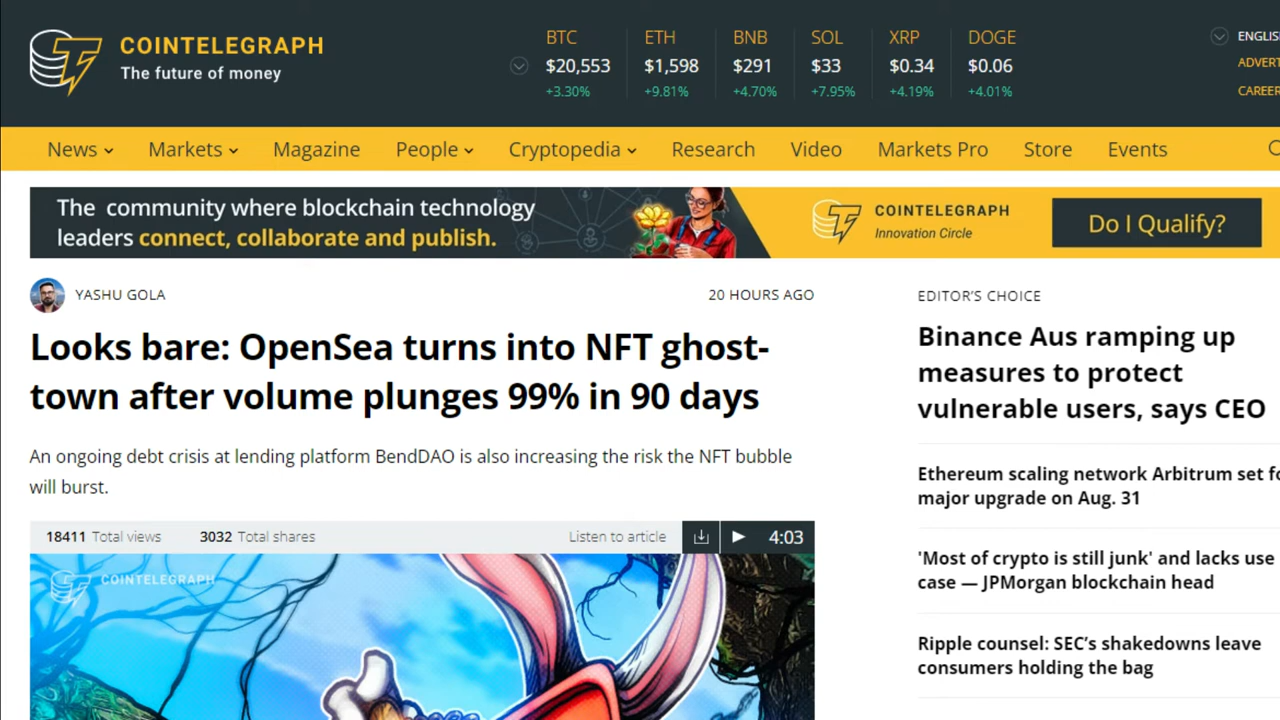 COINTELEGRAPH
The future of money
BTC ETH BNB SOL XRP DOGE
$20,553 $1,598 $291 $33 $0.34 $0.06
+3.30% +9.81% +4.70% +7.95% +4.19% +4.01%
News Markets Magazine People Cryptopedia Research Video Markets Pro Store Events
The community where blockchain technology
leaders connect, collaborate and publish.
COINTELEGRAPH
Innovation Circle
Do I Qualify?
YASHU GOLA
20 HOURS AGO
Looks bare: OpenSea turns into NFT ghost-
town after volume plunges 99% in 90 days
An ongoing debt crisis at lending platform BendDAO is also increasing the risk the NFT bubble
will burst.
18411 Total views 3032 Total shares Listen to article 4:03
COINTELEGRAPH
EDITOR'S CHOICE
Binance Aus ramping up
measures to protect
vulnerable users, says CEO
Ethereum scaling network Arbitrum set
major upgrade on Aug. 31
'Most of crypto is still junk' and lacks use
case — JPMorgan blockchain head
Ripple counsel: SEC’s shakedowns leave
consumers holding the bag